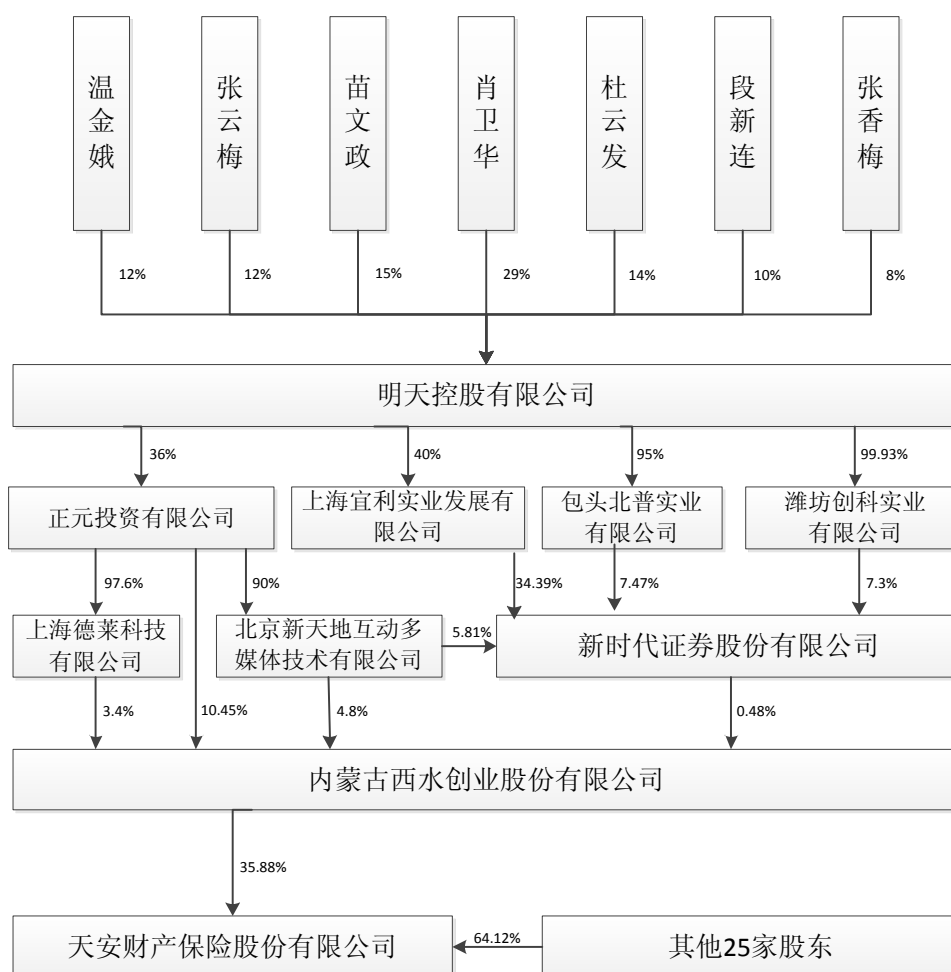 温金娥
张云梅
苗文政
肖卫华
杜云发
段新连
张香梅
12%
12%
15%
29%
14%
10%
8%
明天控股有限公司
36%
40%
95%
99.93%
正元投资有限公司
上海宜利实业发展有
限公司
包头北普实业
有限公司
潍坊创科实业
有限公司
97.6%
90%
34.39%
7.47%
7.3%
上海德莱科技
有限公司
北京新天地互动多
媒体技术有限公司
5.81%
新时代证券股份有限公司
3.4%
10.45%
4.8%
0.48%
内蒙古西水创业股份有限公司
35.88%
天安财产保险股份有限公司
64.12%
其他25家股东